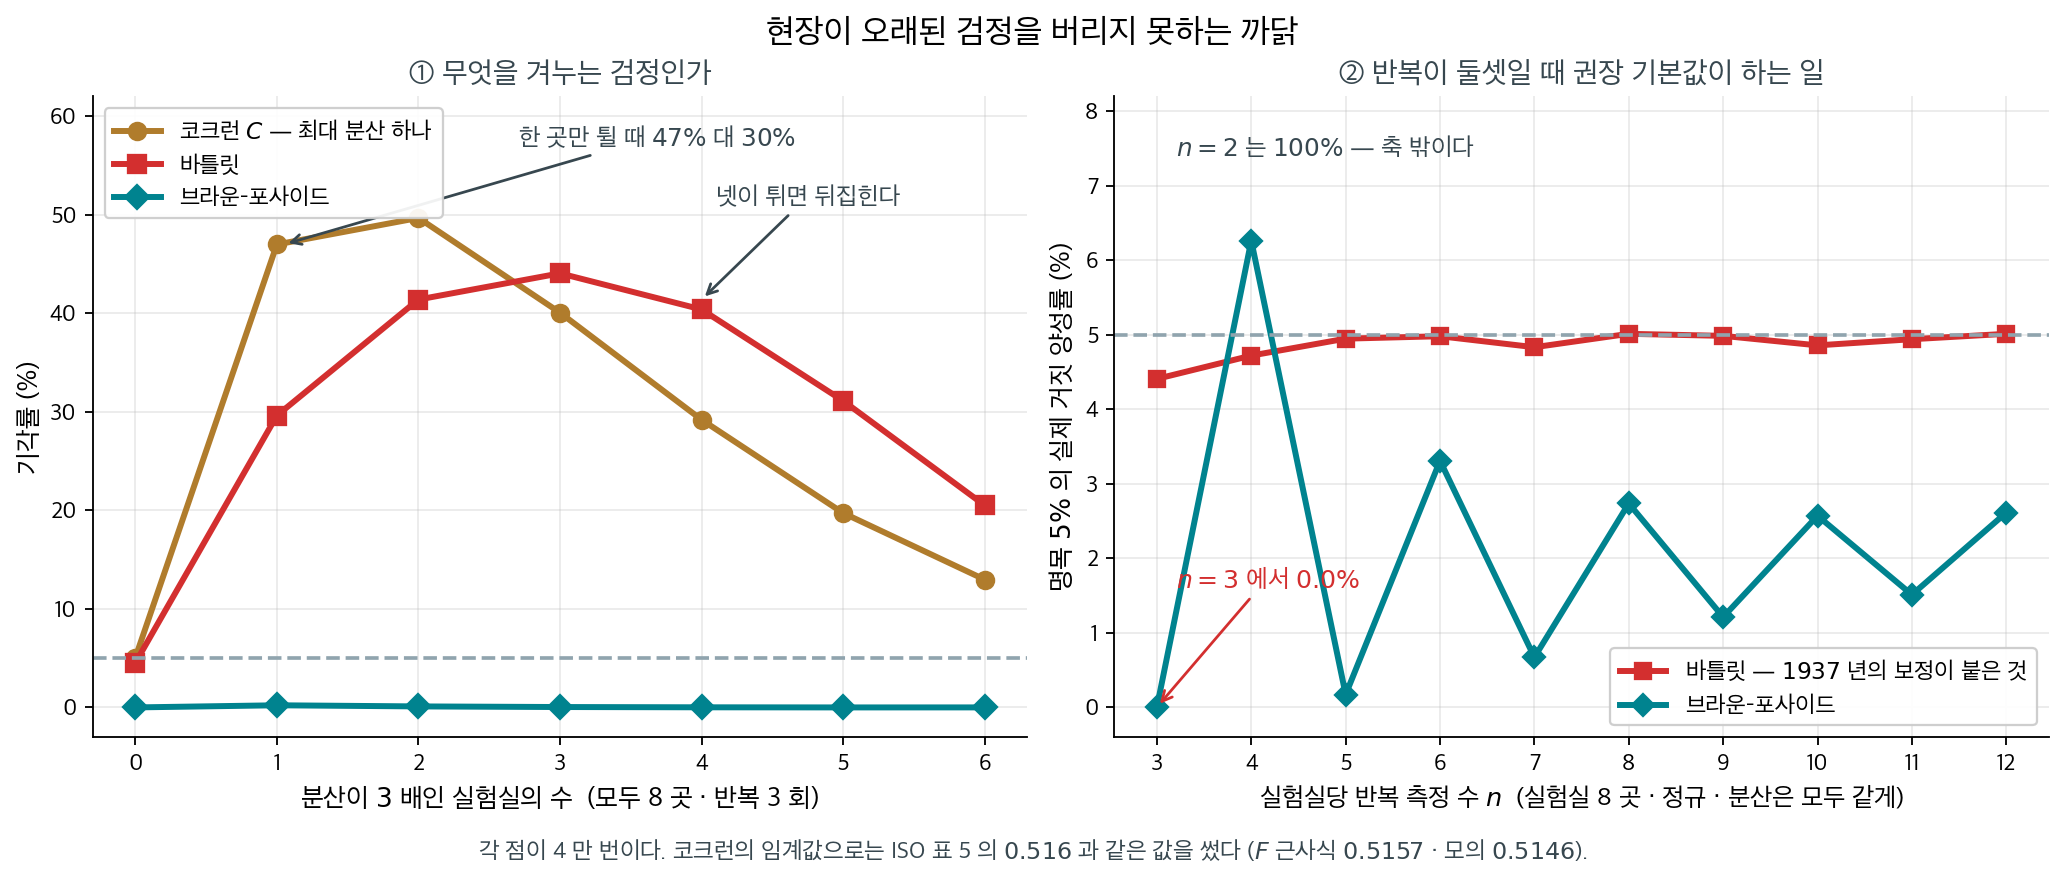 현장이 오래된 검정을 버리지 못하는 까닭
① 무엇을 겨누는 검정인가
코크런 C — 최대 분산 하나
바틀릿
브라운-포사이드
한 곳만 튈 때 47% 대 30%
넷이 튀면 뒤집힌다
기각률 (%)
60
50
40
30
20
10
0
0 1 2 3 4 5 6
분산이 3 배인 실험실의 수 (모두 8 곳 · 반복 3 회)
② 반복이 둘셋일 때 권장 기본값이 하는 일
n = 2 는 100% — 축 밖이다
n = 3 에서 0.0%
명목 5% 의 실제 거짓 양성률 (%)
8
7
6
5
4
3
2
1
0
바틀릿 — 1937 년의 보정이 붙은 것
브라운-포사이드
3 4 5 6 7 8 9 10 11 12
실험실당 반복 측정 수 n (실험실 8 곳 · 정규 · 분산은 모두 같게)
각 점이 4 만 번이다. 코크런의 임계값으로는 ISO 표 5 의 0.516 과 같은 값을 썼다 (F 근사식 0.5157 · 모의 0.5146).